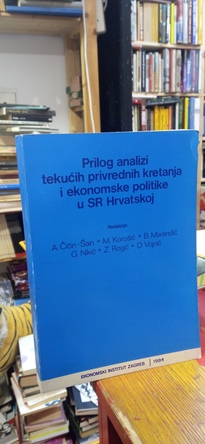 Prilog analizi
tekućih privrednih kretanja
i ekonomske politike
u SR Hrvatskoj
A. Čičin-Šain • M. Korošić • B. Marendić
G. Nikić • Z. Rogić • D. Vojnić
EKONOMSKI INSTITUT ZAGREB | 1984